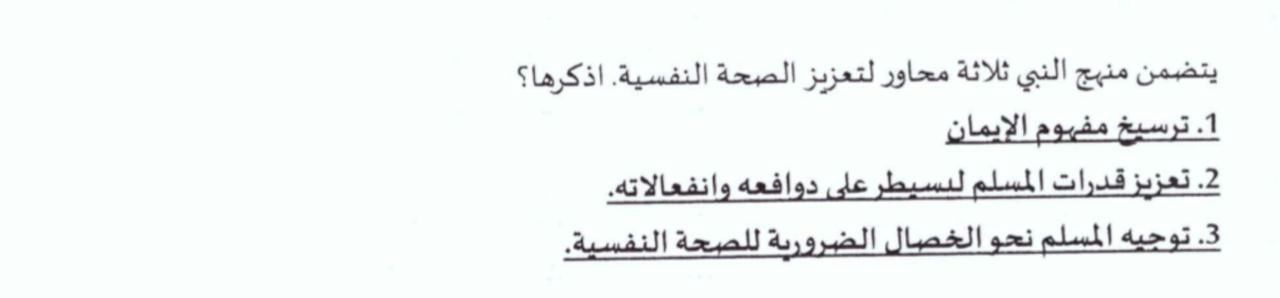 يتضمن منهج النبي ثلاثة محاور لتعزيز الصحة النفسية. اذكرها؟
1. ترسيخ مفهوم الإيمان
2. تعزيز قدرات المسلم ليسيطر على دوافعه وانفعالاته.
3. توجيه المسلم نحو الخصال الضرورية للصحة النفسية.